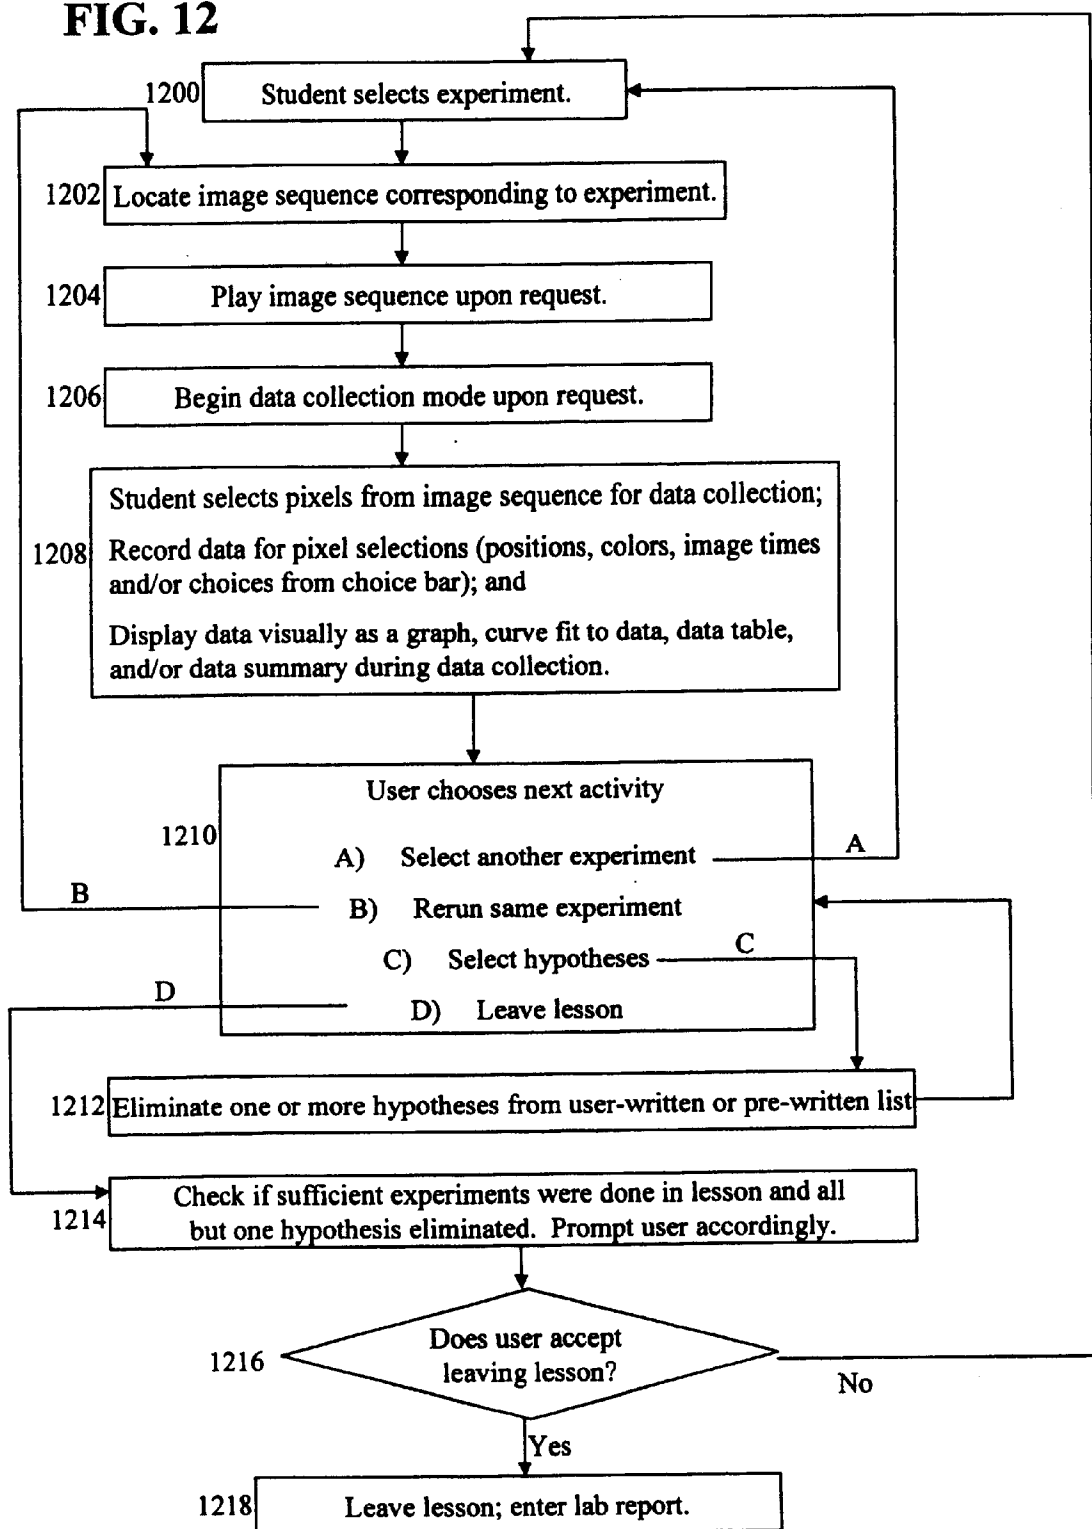 FIG. 12
1200
Student selects experiment.
1202
Locate image sequence corresponding to experiment.
1204
Play image sequence upon request.
1206
Begin data collection mode upon request.
Student selects pixels from image sequence for data collection;
1208
Record data for pixel selections (positions, colors, image times
and/or choices from choice bar); and
Display data visually as a graph, curve fit to data, data table,
and/or data summary during data collection.
User chooses next activity
1210
A) Select another experiment
A
B
B) Rerun same experiment
C) Select hypotheses
C
D
D) Leave lesson
1212
Eliminate one or more hypotheses from user-written or pre-written list
1214
Check if sufficient experiments were done in lesson and all
but one hypothesis eliminated. Prompt user accordingly.
1216
Does user accept
leaving lesson?
No
Yes
1218
Leave lesson; enter lab report.